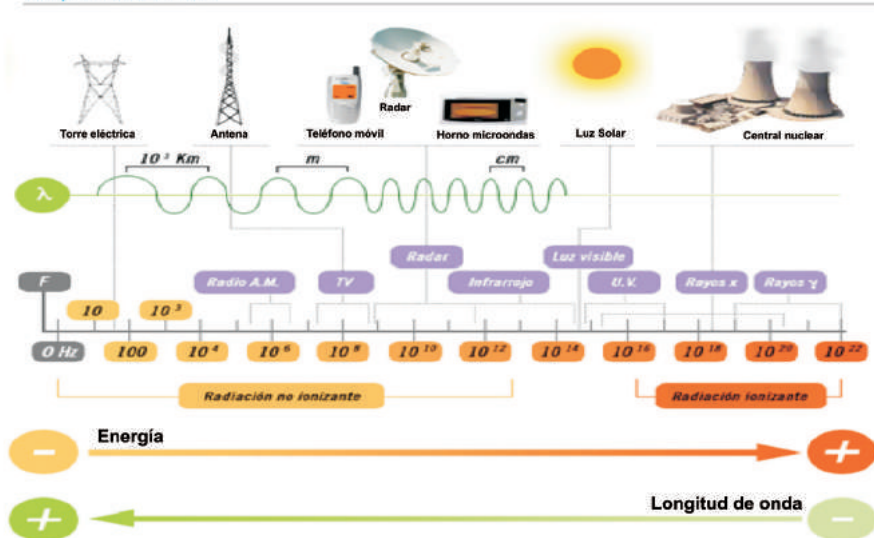 Radar
Torre eléctrica Antena Teléfono móvil Horno microondas Luz Solar Central nuclear
10³ Km m cm
λ
Radar Luz visible
F Radio A.M. TV Infrarrojo U.V. Rayos x Rayos γ
10 10³
0 Hz 100 10⁴ 10⁶ 10⁸ 10¹⁰ 10¹² 10¹⁴ 10¹⁶ 10¹⁸ 10²⁰ 10²²
Radiación no ionizante Radiación ionizante
Energía
− +
Longitud de onda
+ −